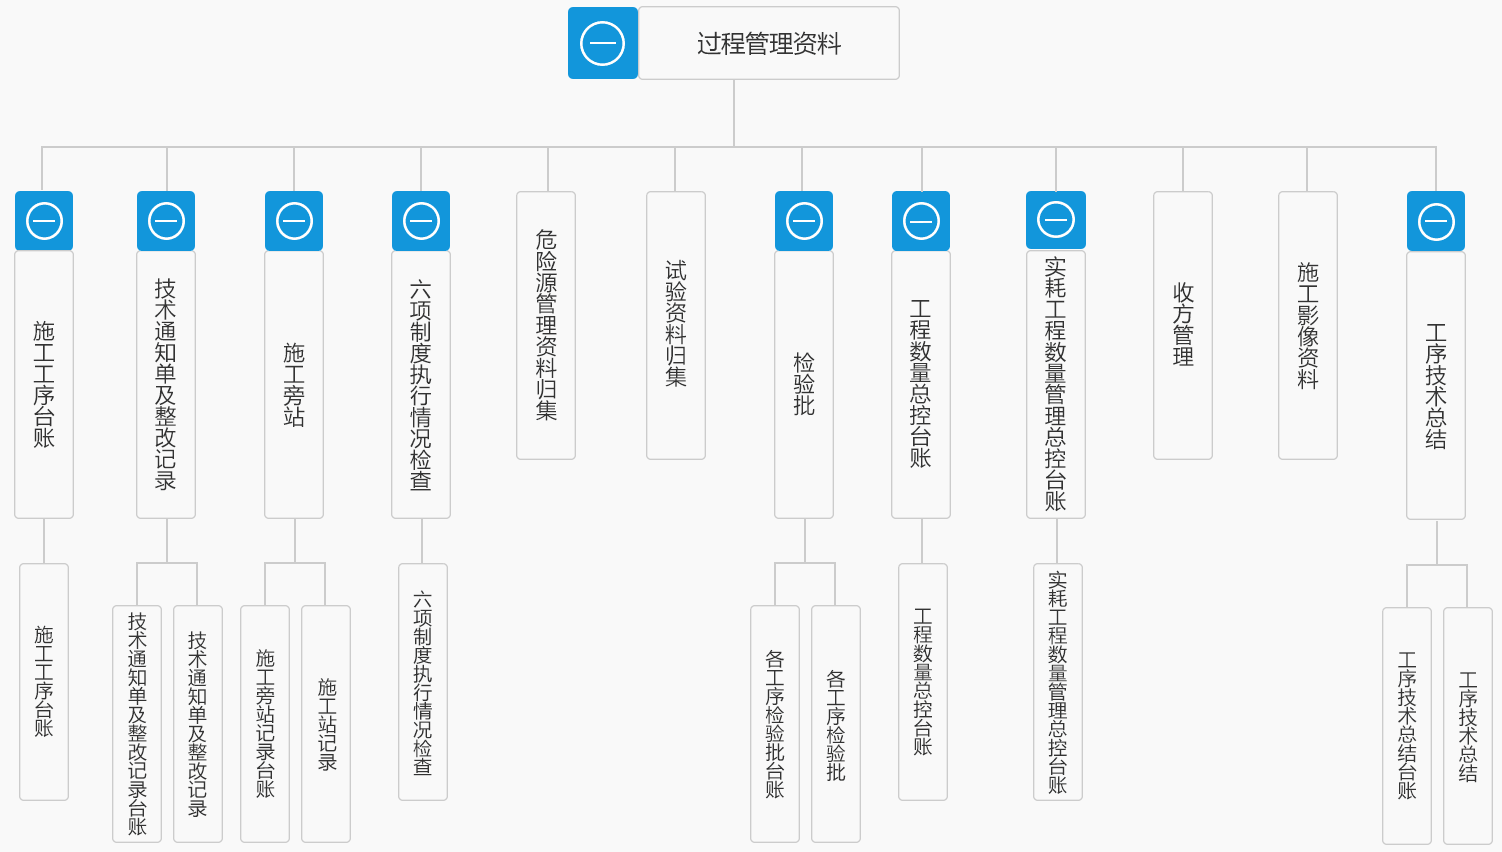 过程管理资料
施工工序台账
技术通知单及整改记录
施工旁站
六项制度执行情况检查
危险源管理资料归集
试验资料归集
检验批
工程数量总控台账
实耗工程数量管理总控台账
收方管理
施工影像资料
工序技术总结
施工工序台账
技术通知单及整改记录台账
技术通知单及整改记录
施工旁站记录台账
施工站记录
六项制度执行情况检查
各工序检验批台账
各工序检验批
工程数量总控台账
实耗工程数量管理总控台账
工序技术总结台账
工序技术总结